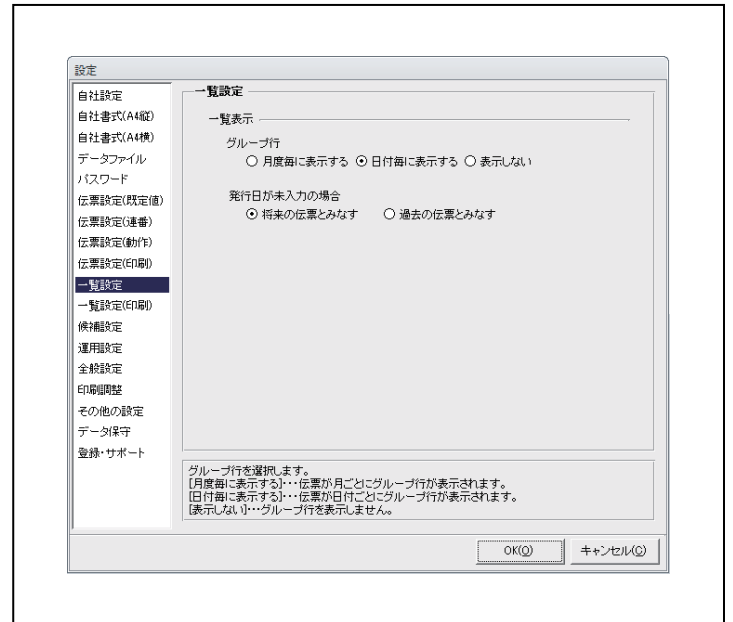 設定
自社設定
自社書式(A4縦)
自社書式(A4横)
データファイル
パスワード
伝票設定(既定値)
伝票設定(連番)
伝票設定(動作)
伝票設定(印刷)
一覧設定
一覧設定(印刷)
候補設定
運用設定
全般設定
印刷調整
その他の設定
データ保守
登録・サポート
一覧設定
一覧表示
グループ行
月度毎に表示する 日付毎に表示する 表示しない
発行日が未入力の場合
将来の伝票とみなす 過去の伝票とみなす
グループ行を選択します。
[月度毎に表示する]・・・伝票が月ごとにグループ行が表示されます。
[日付毎に表示する]・・・伝票が日付ごとにグループ行が表示されます。
[表示しない]・・・グループ行を表示しません。
OK(O) キャンセル(C)